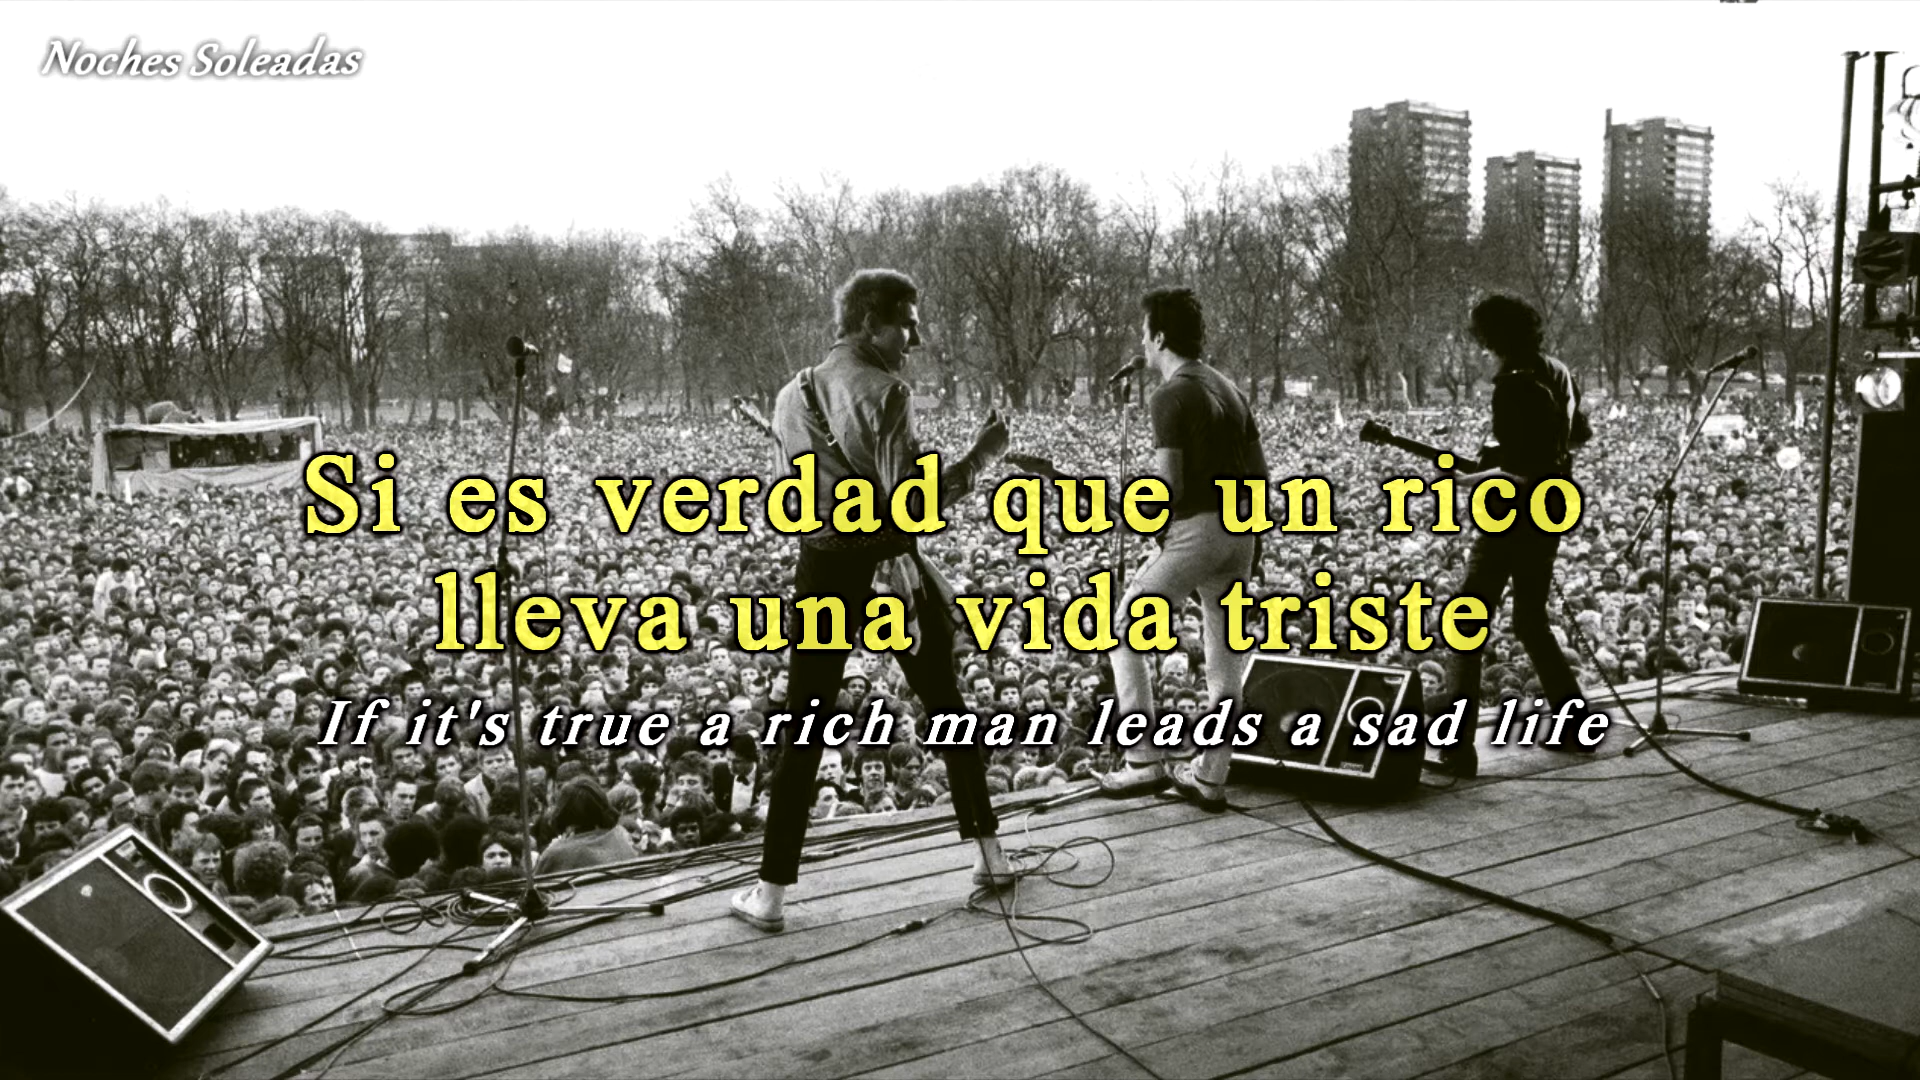 Noches Soleadas
Si es verdad que un rico
lleva una vida triste
If it's true a rich man leads a sad life